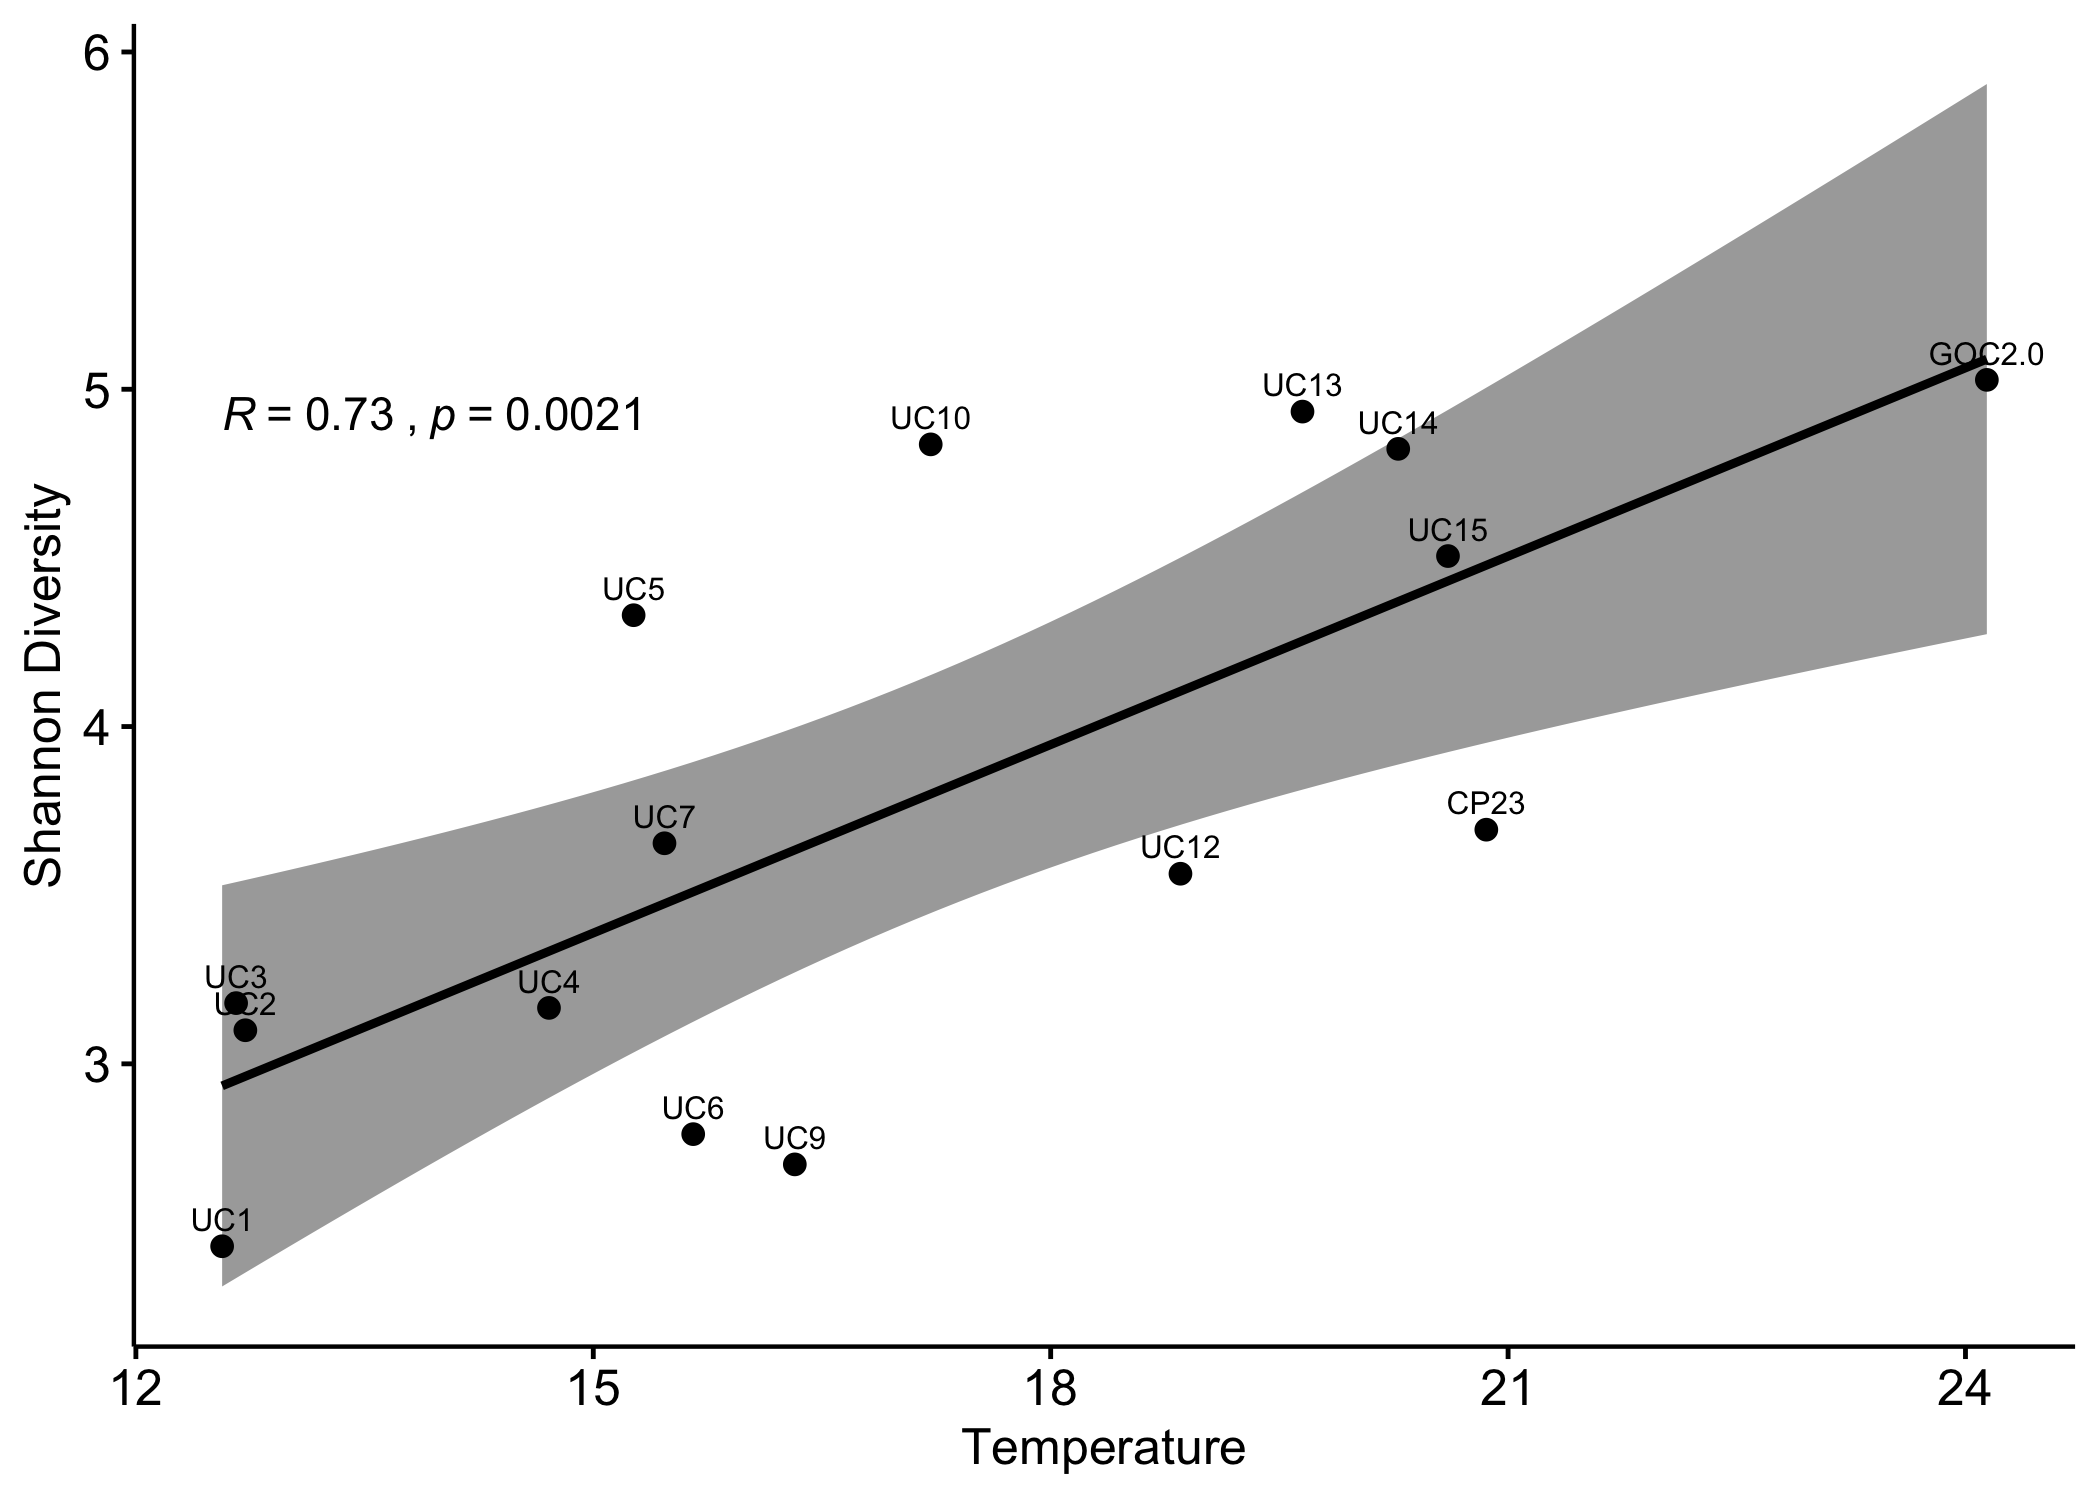 6
5
4
3
Shannon Diversity
R = 0.73 , p = 0.0021
GOC2.0
UC13
UC10
UC14
UC15
UC5
CP23
UC7
UC12
UC3
UC4
UC2
UC6
UC9
UC1
12 15 18 21 24
Temperature